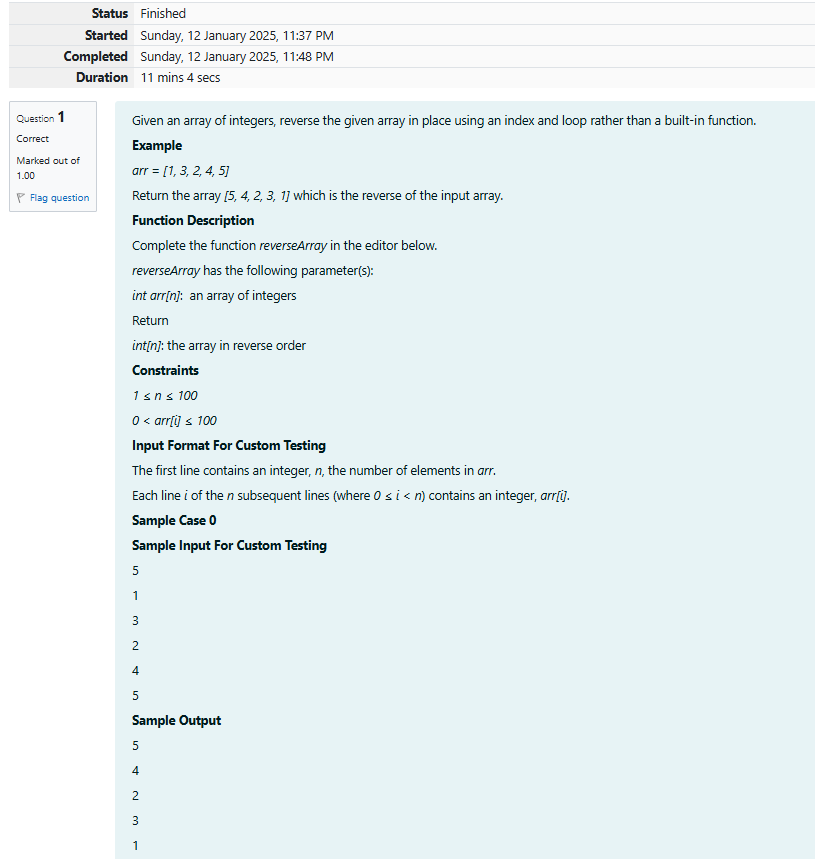 Status Finished
Started Sunday, 12 January 2025, 11:37 PM
Completed Sunday, 12 January 2025, 11:48 PM
Duration 11 mins 4 secs
Question 1
Correct
Marked out of
1.00
Flag question
Given an array of integers, reverse the given array in place using an index and loop rather than a built-in function.
Example
arr = [1, 3, 2, 4, 5]
Return the array [5, 4, 2, 3, 1] which is the reverse of the input array.
Function Description
Complete the function reverseArray in the editor below.
reverseArray has the following parameter(s):
int arr[n]: an array of integers
Return
int[n]: the array in reverse order
Constraints
1 ≤ n ≤ 100
0 < arr[i] ≤ 100
Input Format For Custom Testing
The first line contains an integer, n, the number of elements in arr.
Each line i of the n subsequent lines (where 0 ≤ i < n) contains an integer, arr[i].
Sample Case 0
Sample Input For Custom Testing
5
1
3
2
4
5
Sample Output
5
4
2
3
1